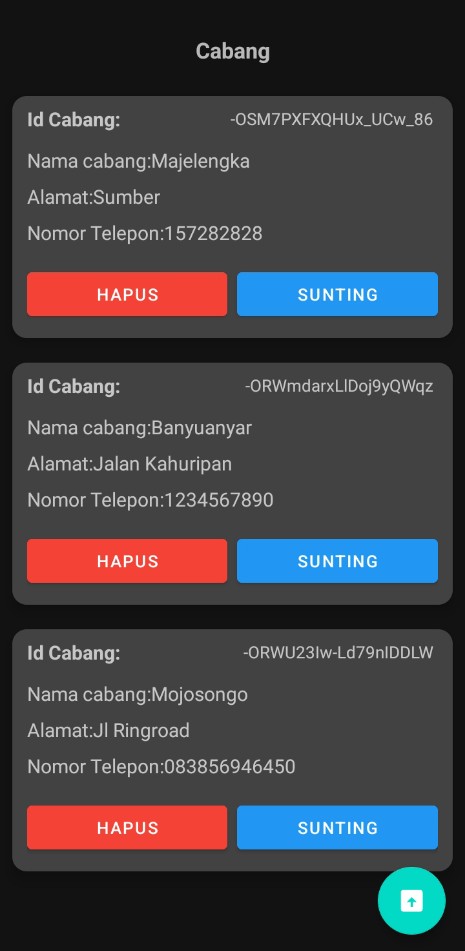 Cabang
Id Cabang: -OSM7PXFXQHUx_UCw_86
Nama cabang:Majelengka
Alamat:Sumber
Nomor Telepon:157282828
HAPUS SUNTING
Id Cabang: -ORWmdarxLlDoj9yQWqz
Nama cabang:Banyuanyar
Alamat:Jalan Kahuripan
Nomor Telepon:1234567890
HAPUS SUNTING
Id Cabang: -ORWU23Iw-Ld79nIDDLW
Nama cabang:Mojosongo
Alamat:Jl Ringroad
Nomor Telepon:083856946450
HAPUS SUNTING